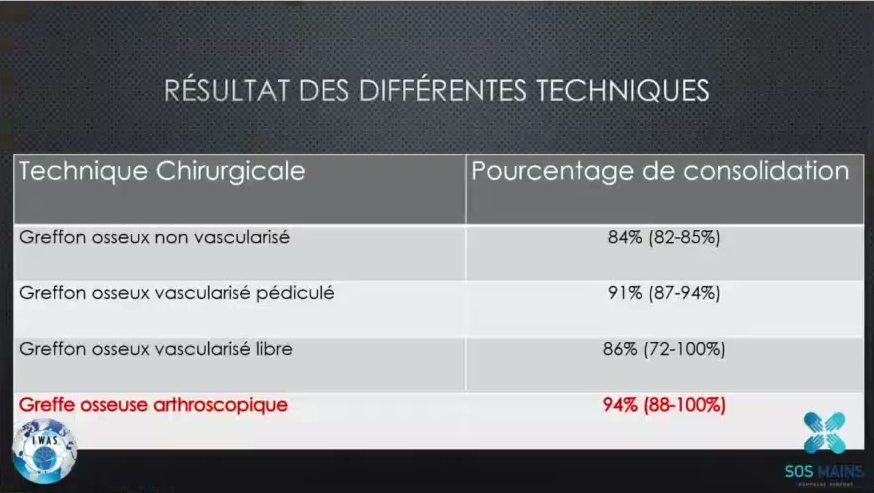 RÉSULTAT DES DIFFÉRENTES TECHNIQUES
Technique Chirurgicale Pourcentage de consolidation
Greffon osseux non vascularisé 84% (82-85%)
Greffon osseux vascularisé pédiculé 91% (87-94%)
Greffon osseux vascularisé libre 86% (72-100%)
Greffe osseuse arthroscopique 94% (88-100%)
IWAS
SOS MAINS